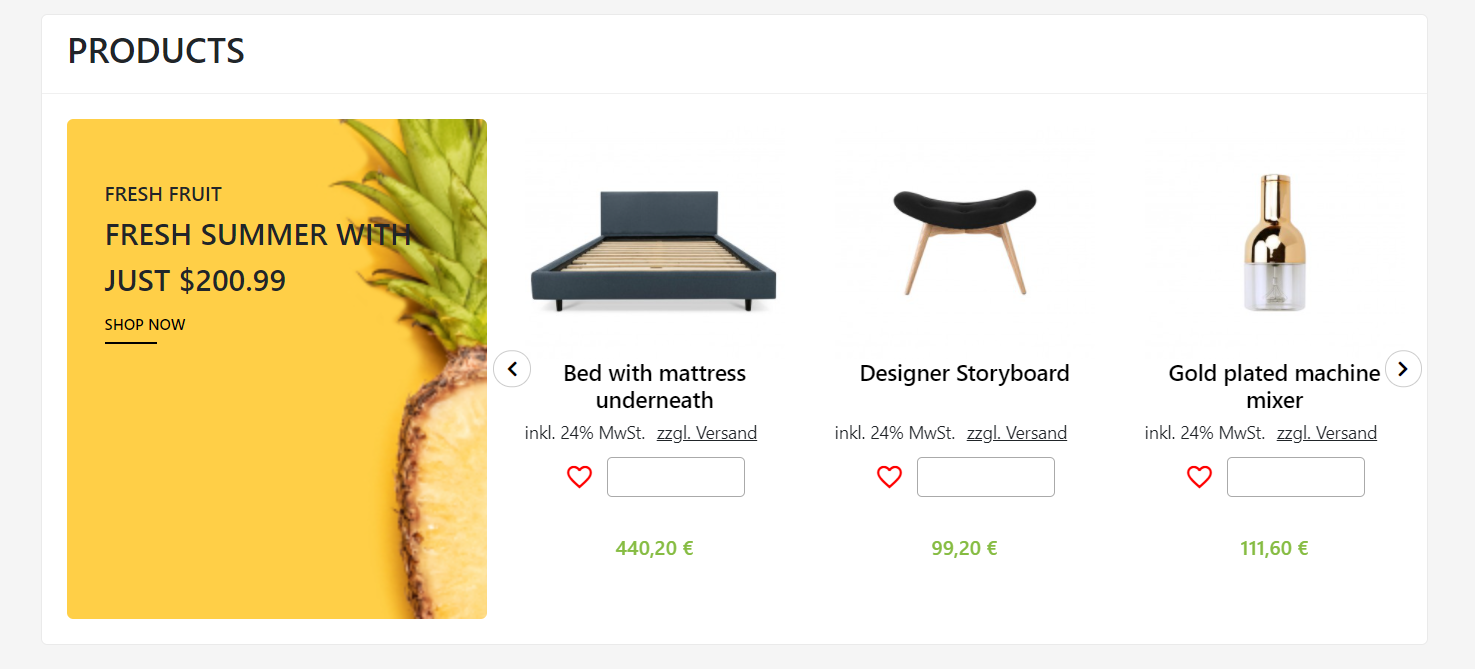 PRODUCTS
FRESH FRUIT
FRESH SUMMER WITH
JUST $200.99
SHOP NOW
Bed with mattress
underneath
inkl. 24% MwSt. zzgl. Versand
440,20 €
Designer Storyboard
inkl. 24% MwSt. zzgl. Versand
99,20 €
Gold plated machine
mixer
inkl. 24% MwSt. zzgl. Versand
111,60 €